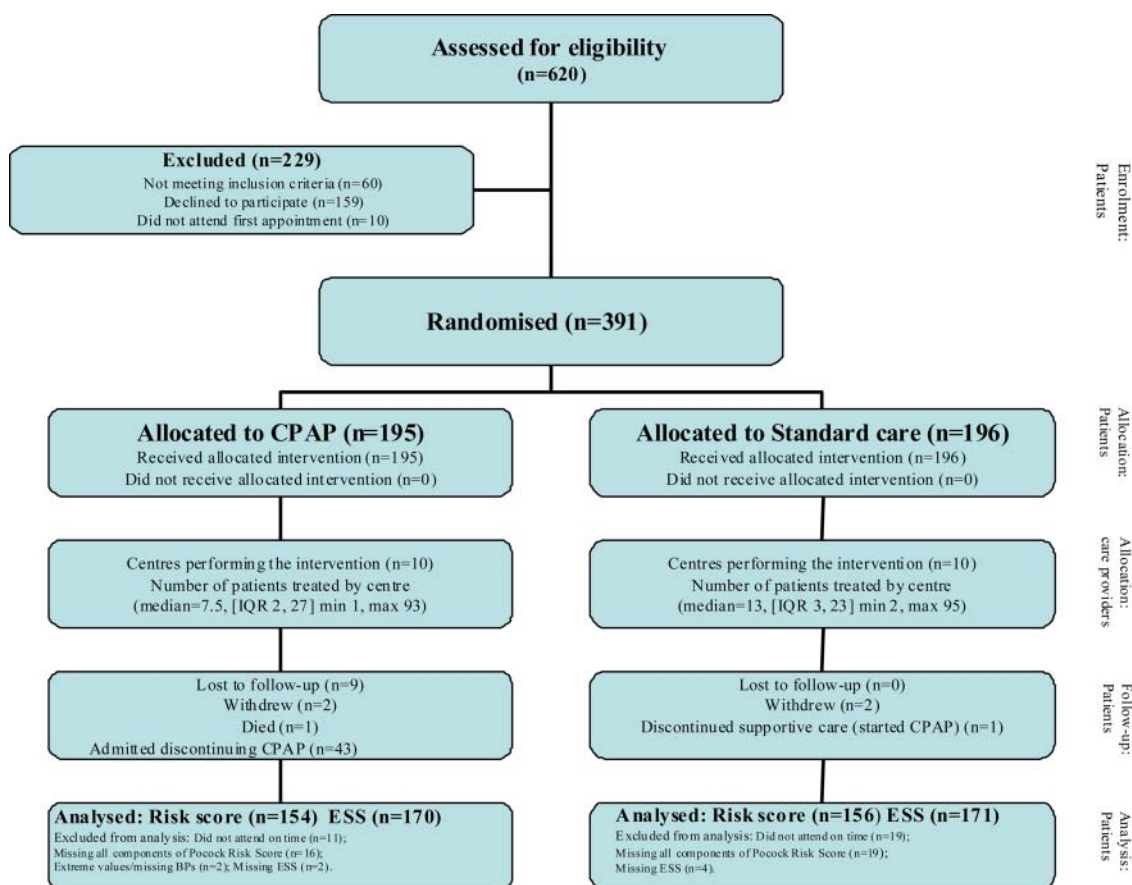 Assessed for eligibility
(n=620)
Excluded (n=229)
Not meeting inclusion criteria (n=60)
Declined to participate (n=159)
Did not attend first appointment (n=10)
Enrolment:
Patients
Randomised (n=391)
Allocated to CPAP (n=195)
Received allocated intervention (n=195)
Did not receive allocated intervention (n=0)
Allocated to Standard care (n=196)
Received allocated intervention (n=196)
Did not receive allocated intervention (n=0)
Allocation:
Patients
Centres performing the intervention (n=10)
Number of patients treated by centre
(median=7.5, [IQR 2, 27] min 1, max 93)
Centres performing the intervention (n=10)
Number of patients treated by centre
(median=13, [IQR 3, 23] min 2, max 95)
Allocation:
care providers
Lost to follow-up (n=9)
Withdrew (n=2)
Died (n=1)
Admitted discontinuing CPAP (n=43)
Lost to follow-up (n=0)
Withdrew (n=2)
Discontinued supportive care (started CPAP) (n=1)
Follow-up:
Patients
Analysed: Risk score (n=154) ESS (n=170)
Excluded from analysis: Did not attend on time (n=11);
Missing all components of Pocock Risk Score (n=16);
Extreme values/missing BPs (n=2); Missing ESS (n=2).
Analysed: Risk score (n=156) ESS (n=171)
Excluded from analysis: Did not attend on time (n=19);
Missing all components of Pocock Risk Score (n=19);
Missing ESS (n=4).
Analysis:
Patients